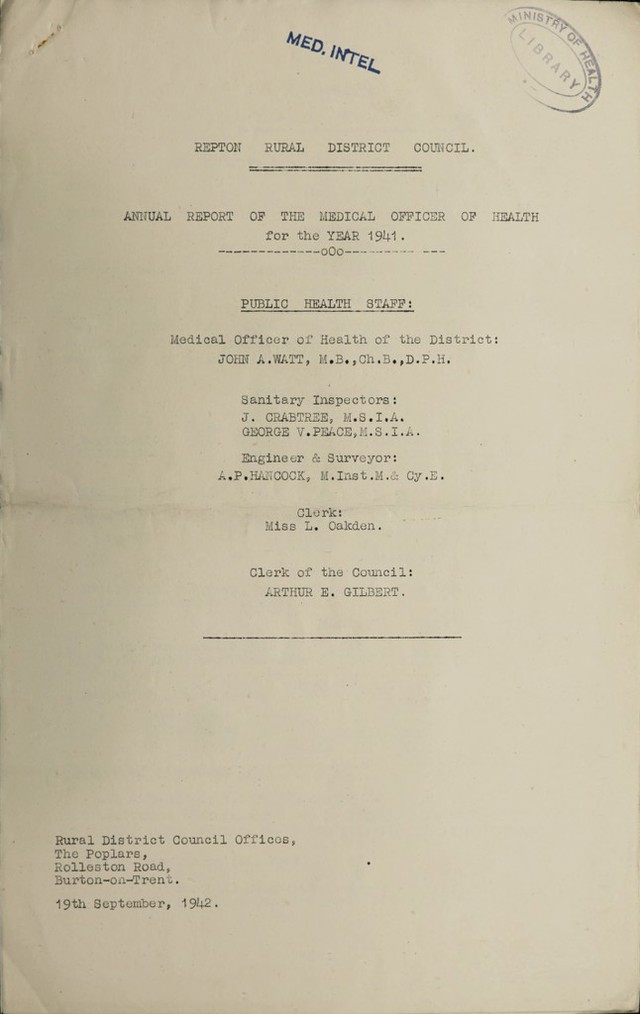 MED. INTEL
MINISTRY OF HEALTH
LIBRARY
REPTON RURAL DISTRICT COUNCIL.
ANNUAL REPORT OF THE MEDICAL OFFICER OF HEALTH
for the YEAR 1941.
-------------oOo--------- ---
PUBLIC HEALTH STAFF:
Medical Officer of Health of the District:
JOHN A.WATT, M.B.,Ch.B.,D.P.H.
Sanitary Inspectors:
J. CRABTREE, M.S.I.A.
GEORGE V.PEACE,M.S.I.A.
Engineer & Surveyor:
A.P.HANCOCK, M.Inst.M.& Cy.E.
Clerk:
Miss L. Oakden.
Clerk of the Council:
ARTHUR E. GILBERT.
Rural District Council Offices,
The Poplars,
Rolleston Road,
Burton-on-Trent.
19th September, 1942.